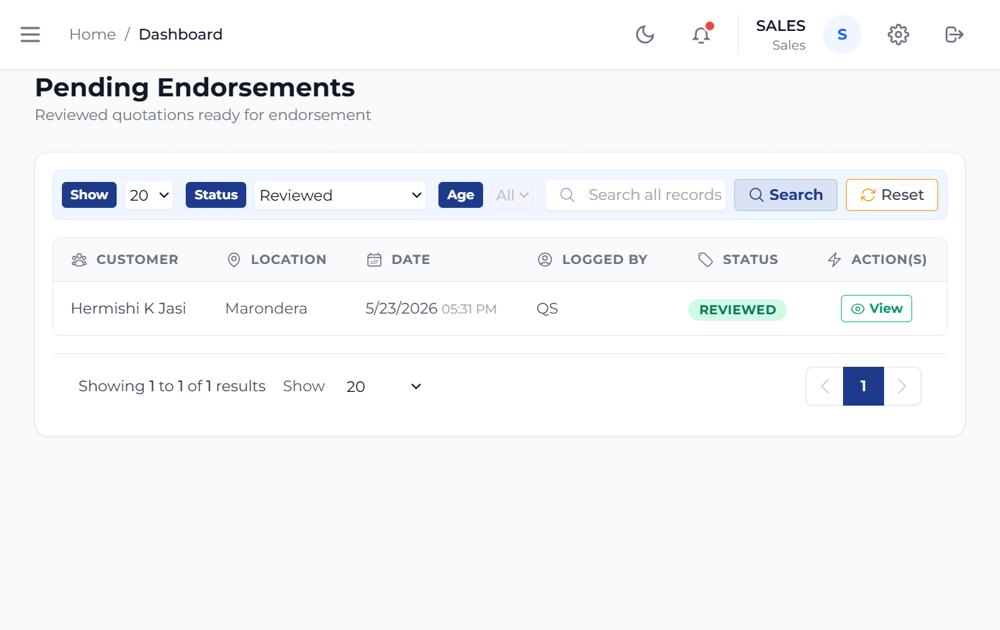 Home / Dashboard
SALES
Sales
S
Pending Endorsements
Reviewed quotations ready for endorsement
Show 20 Status Reviewed Age All Search all records Search Reset
CUSTOMER LOCATION DATE LOGGED BY STATUS ACTION(S)
Hermishi K Jasi Marondera 5/23/2026 05:31 PM QS REVIEWED View
Showing 1 to 1 of 1 results Show 20 1